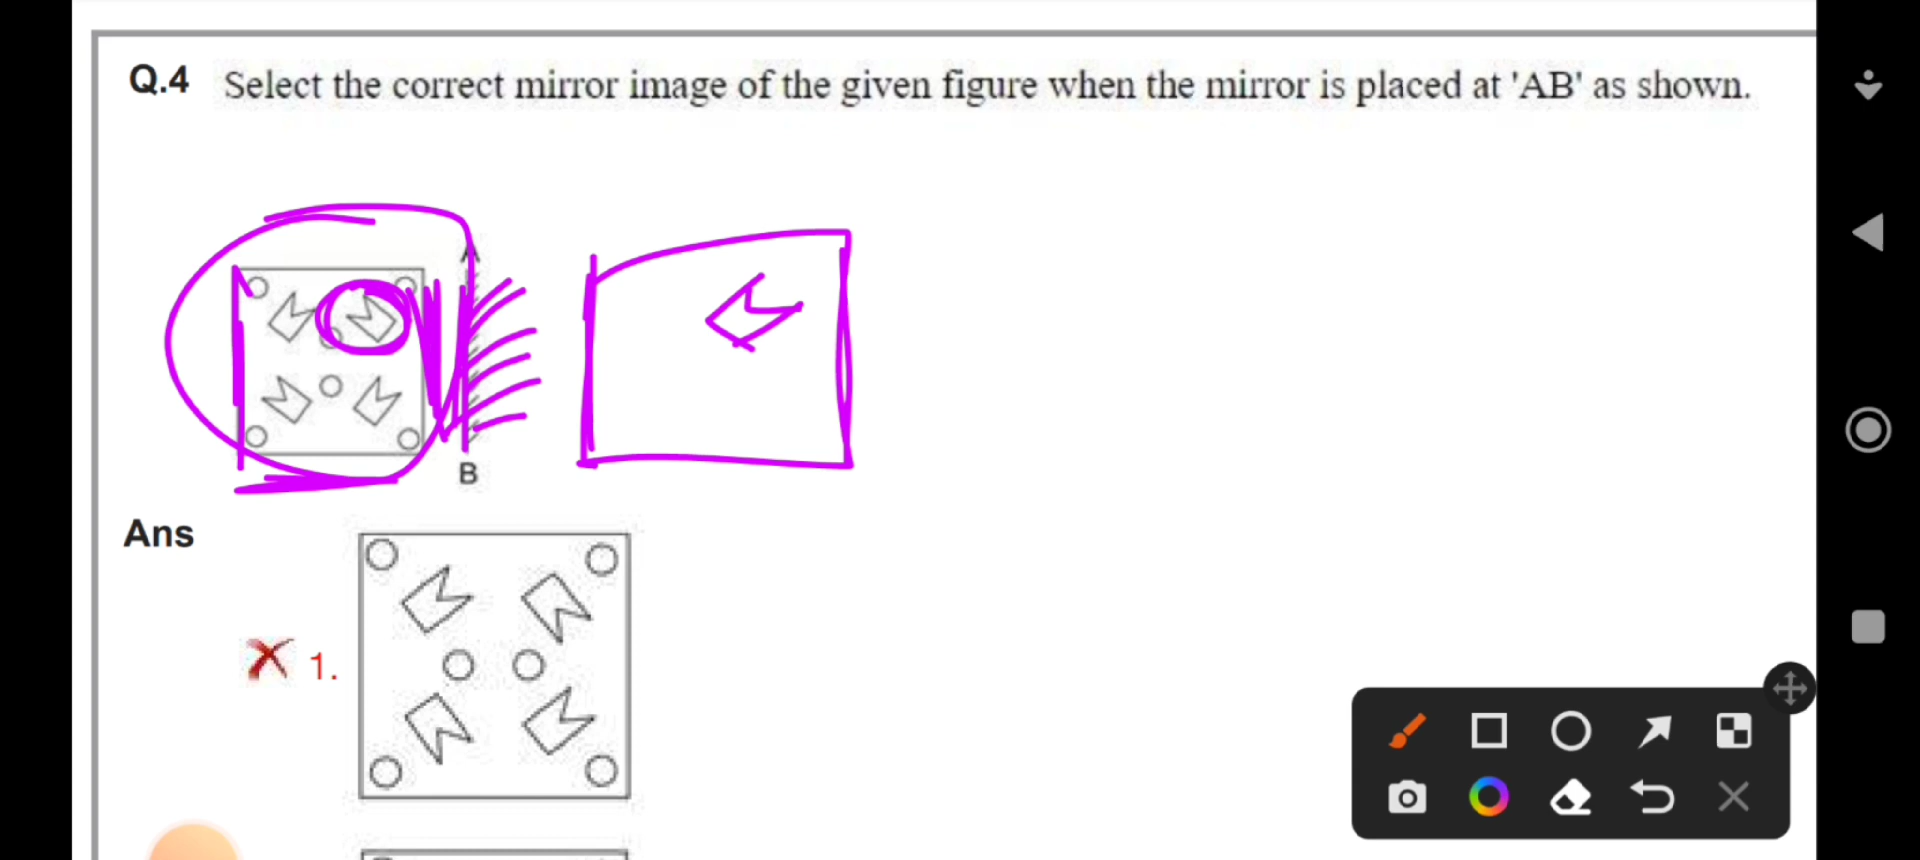 Q.4 Select the correct mirror image of the given figure when the mirror is placed at 'AB' as shown.
A
B
Ans
1.